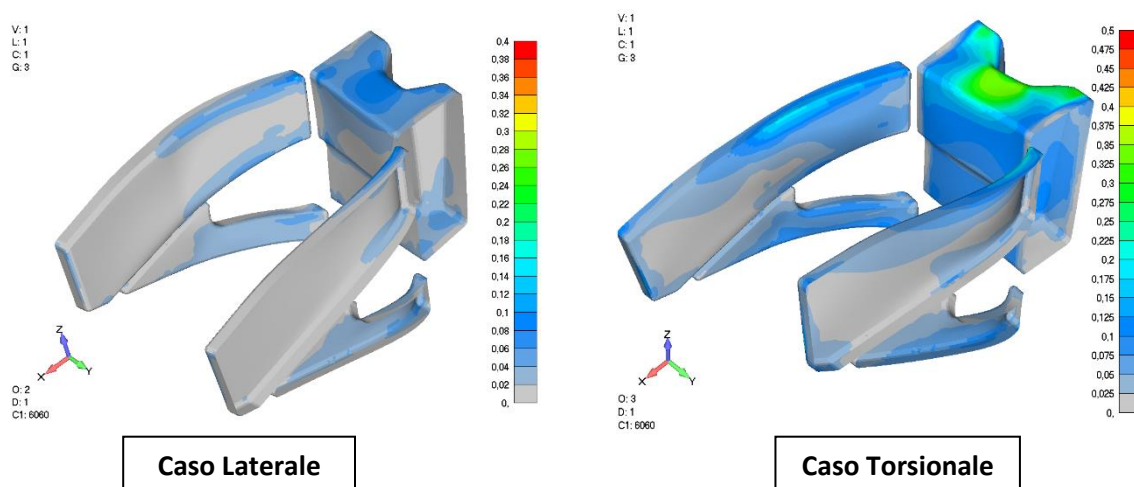 V: 1
L: 1
C: 1
G: 3
0,4
0,38
0,36
0,34
0,32
0,3
0,28
0,26
0,24
0,22
0,2
0,18
0,16
0,14
0,12
0,1
0,08
0,06
0,04
0,02
0,
Z
X
Y
O: 2
D: 1
C1: 6060
Caso Laterale
V: 1
L: 1
C: 1
G: 3
0,5
0,475
0,45
0,425
0,4
0,375
0,35
0,325
0,3
0,275
0,25
0,225
0,2
0,175
0,15
0,125
0,1
0,075
0,05
0,025
0,
Z
X
Y
O: 3
D: 1
C1: 6060
Caso Torsionale